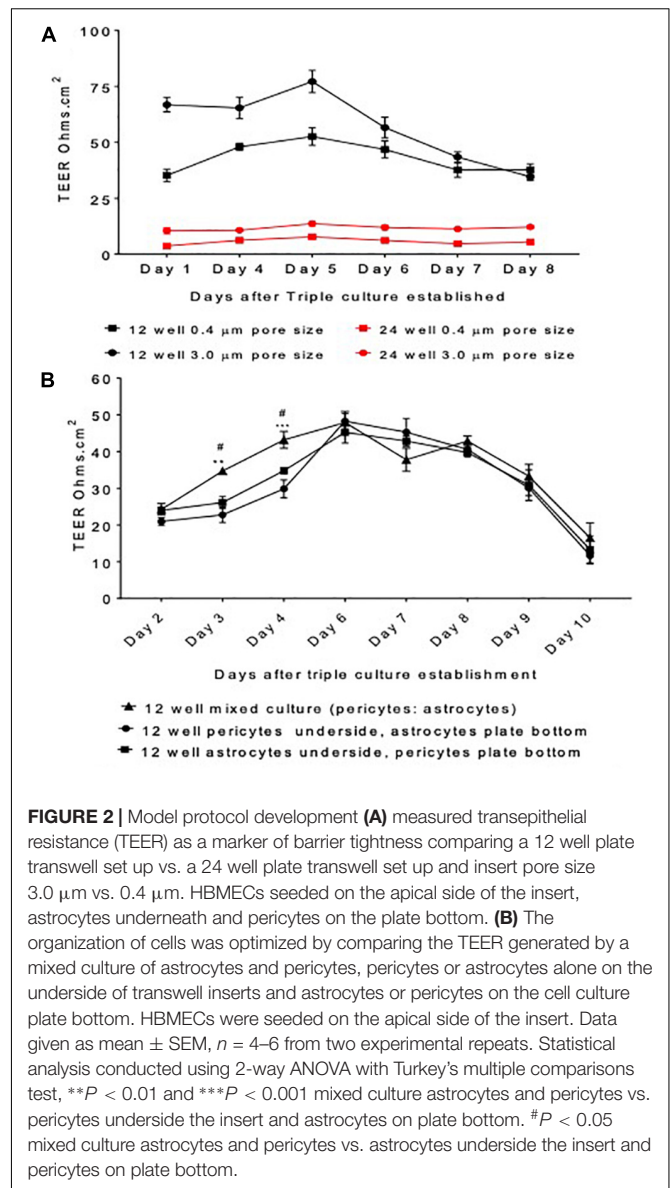 A
TEER Ohms.cm²
100
75
50
25
0
Day 1 Day 4 Day 5 Day 6 Day 7 Day 8
Days after Triple culture established
12 well 0.4 μm pore size 24 well 0.4 μm pore size
12 well 3.0 μm pore size 24 well 3.0 μm pore size
B
TEER Ohms.cm²
60
50
40
30
20
10
0
# **
# ***
Day 2 Day 3 Day 4 Day 6 Day 7 Day 8 Day 9 Day 10
Days after triple culture establishment
12 well mixed culture (pericytes: astrocytes)
12 well pericytes underside, astrocytes plate bottom
12 well astrocytes underside, pericytes plate bottom
FIGURE 2 | Model protocol development (A) measured transepithelial
resistance (TEER) as a marker of barrier tightness comparing a 12 well plate
transwell set up vs. a 24 well plate transwell set up and insert pore size
3.0 μm vs. 0.4 μm. HBMECs seeded on the apical side of the insert,
astrocytes underneath and pericytes on the plate bottom. (B) The
organization of cells was optimized by comparing the TEER generated by a
mixed culture of astrocytes and pericytes, pericytes or astrocytes alone on the
underside of transwell inserts and astrocytes or pericytes on the cell culture
plate bottom. HBMECs were seeded on the apical side of the insert. Data
given as mean ± SEM, n = 4–6 from two experimental repeats. Statistical
analysis conducted using 2-way ANOVA with Turkey's multiple comparisons
test, **P < 0.01 and ***P < 0.001 mixed culture astrocytes and pericytes vs.
pericytes underside the insert and astrocytes on plate bottom. #P < 0.05
mixed culture astrocytes and pericytes vs. astrocytes underside the insert and
pericytes on plate bottom.